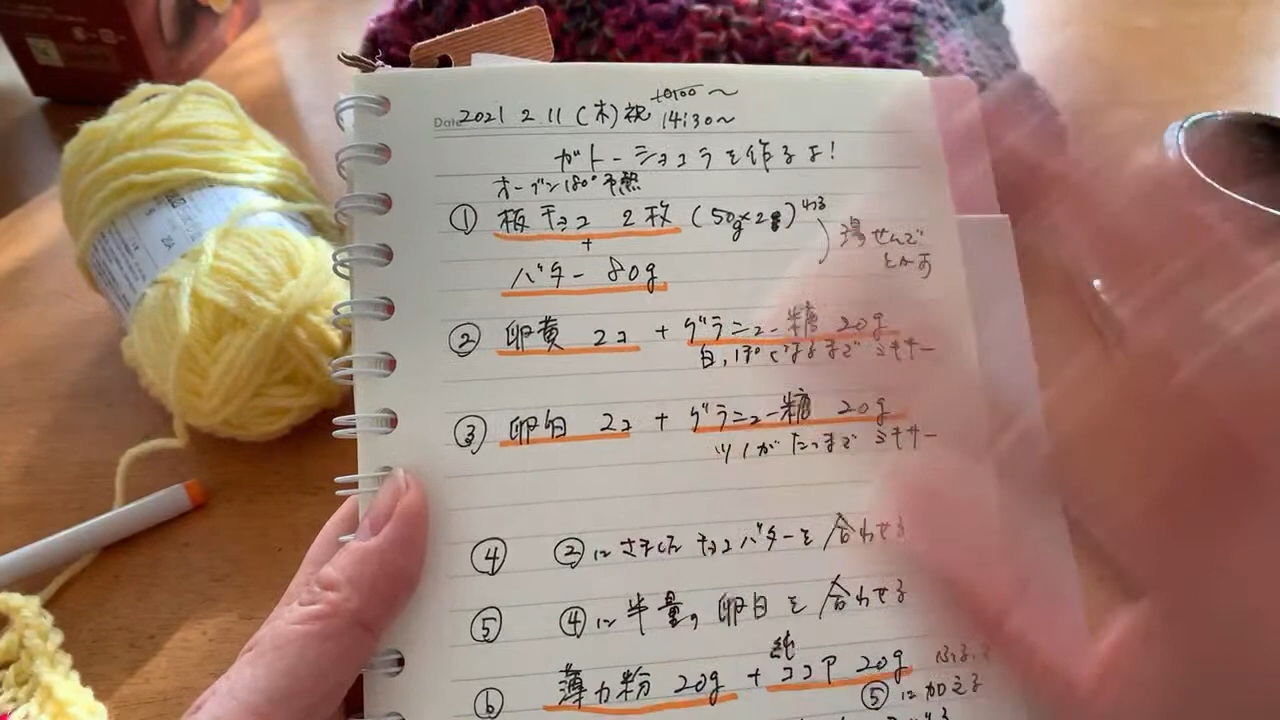 Date 2021 2 11 (木) 祝 10:00〜
14:30〜
ガトーショコラを作るよ!
オーブン180°予熱
① 板チョコ 2枚 (50g×2) わる
+
バター 80g
湯せんで
とかす
② 卵黄 2コ + グラニュー糖 20g
白っぽくなるまで ミキサー
③ 卵白 2コ + グラニュー糖 20g
ツノがたつまで ミキサー
④ ②にさました チョコバターを 合わせる
⑤ ④に半量の卵白を 合わせる
純
⑥ 薄力粉 20g + ココア 20g
⑤に加える